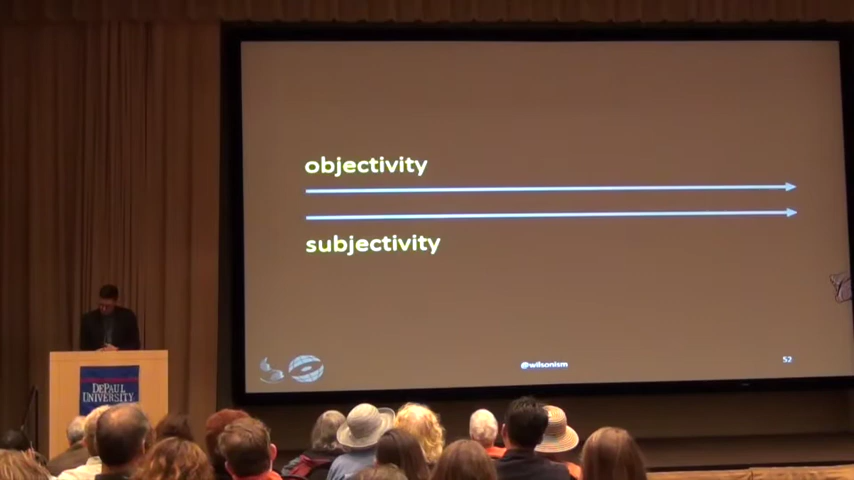 objectivity
subjectivity
@wilsonism
52
DEPAUL
UNIVERSITY